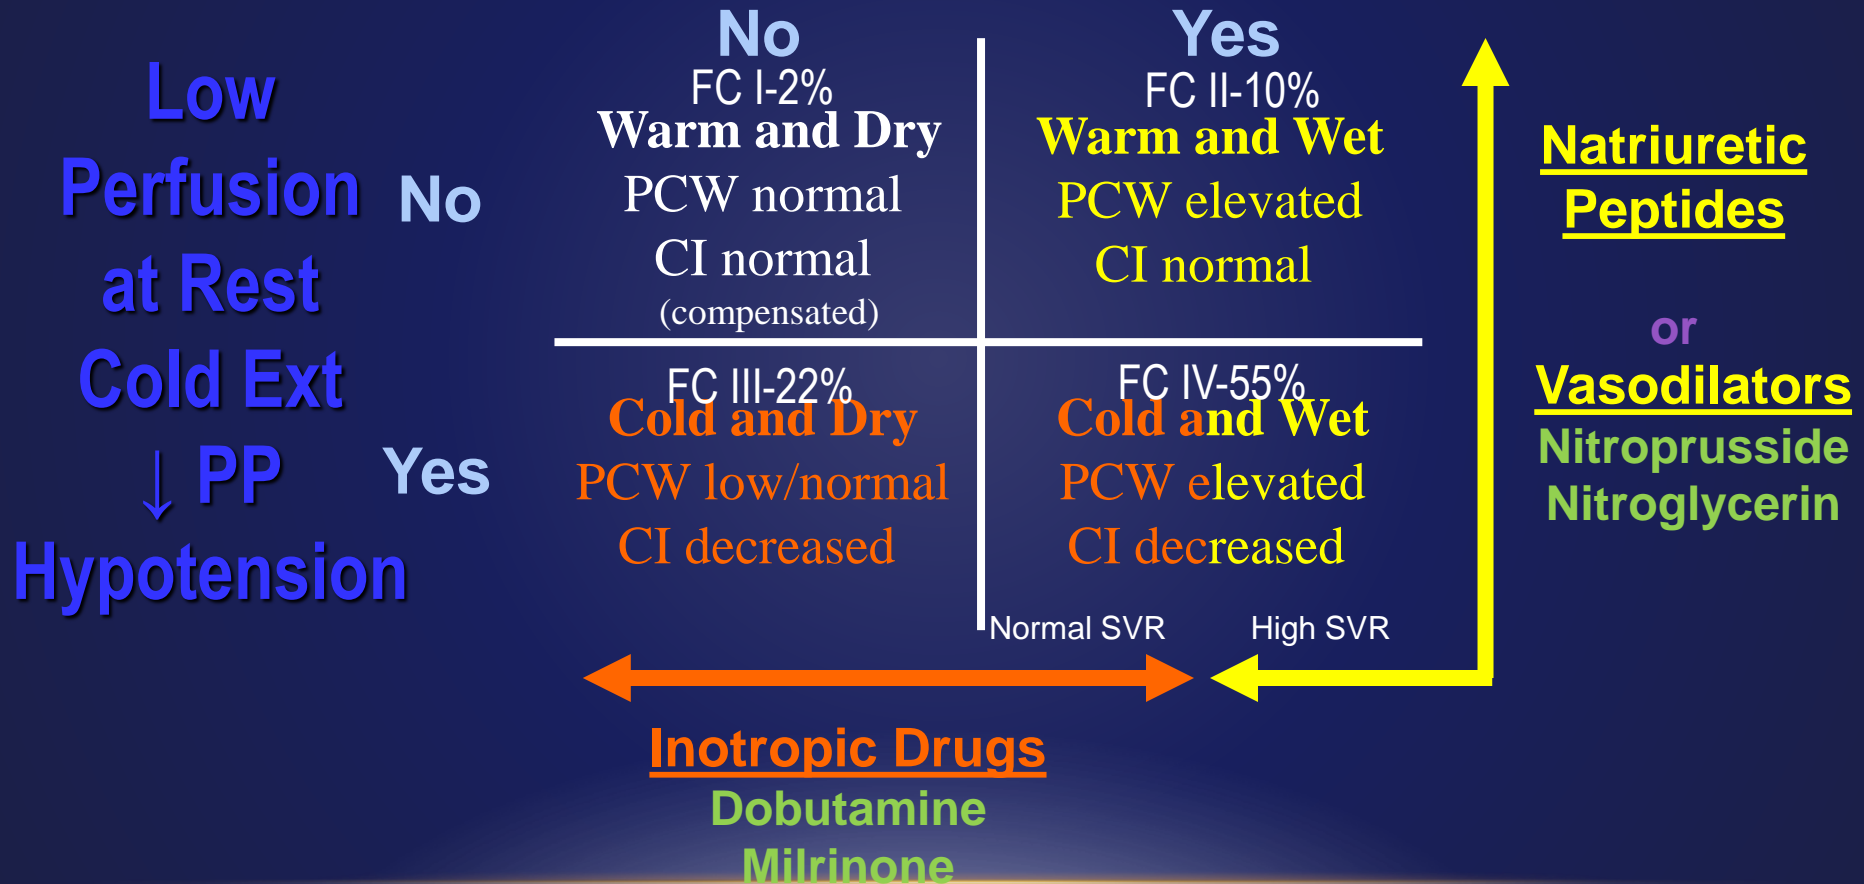 No
Yes
Low
Perfusion
at Rest
Cold Ext
↓ PP
Hypotension
No
Yes
FC I-2%
Warm and Dry
PCW normal
CI normal
(compensated)
FC II-10%
Warm and Wet
PCW elevated
CI normal
FC III-22%
Cold and Dry
PCW low/normal
CI decreased
FC IV-55%
Cold and Wet
PCW elevated
CI decreased
Normal SVR
High SVR
Natriuretic
Peptides
or
Vasodilators
Nitroprusside
Nitroglycerin
Inotropic Drugs
Dobutamine
Milrinone